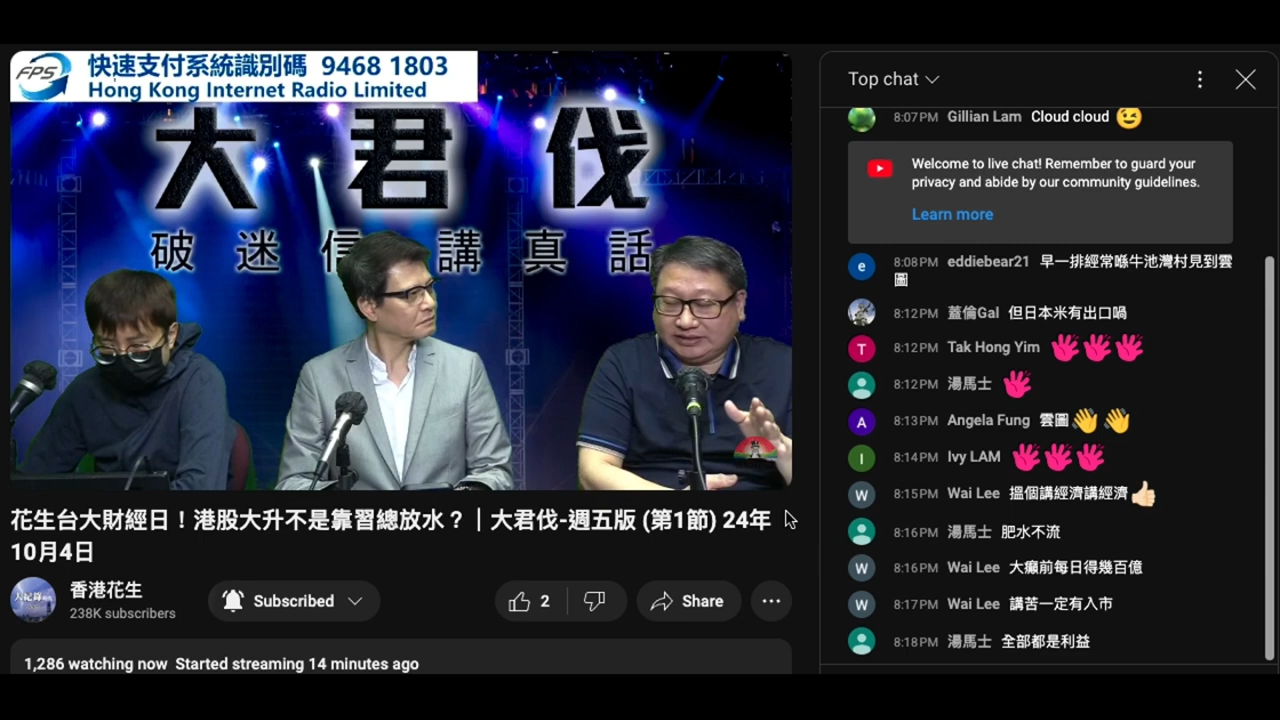 FPS
快速支付系統識別碼 9468 1803
Hong Kong Internet Radio Limited
大君伐
破迷信講真話
花生台大財經日！港股大升不是靠習總放水？｜大君伐-週五版 (第1節) 24年
10月4日
香港花生
238K subscribers
Subscribed
2
Share
1,286 watching now Started streaming 14 minutes ago
Top chat
8:07PM Gillian Lam Cloud cloud 😉
Welcome to live chat! Remember to guard your
privacy and abide by our community guidelines.
Learn more
e
8:08PM eddiebear21 早一排經常喺牛池灣村見到雲
圖
8:12PM 蓋倫Gal 但日本米有出口喎
T
8:12PM Tak Hong Yim
8:12PM 湯馬士
A
8:13PM Angela Fung 雲圖👋👋
I
8:14PM Ivy LAM
W
8:15PM Wai Lee 搵個講經濟講經濟👍🏻
8:16PM 湯馬士 肥水不流
W
8:16PM Wai Lee 大癲前每日得幾百億
W
8:17PM Wai Lee 講苦一定有入市
8:18PM 湯馬士 全部都是利益